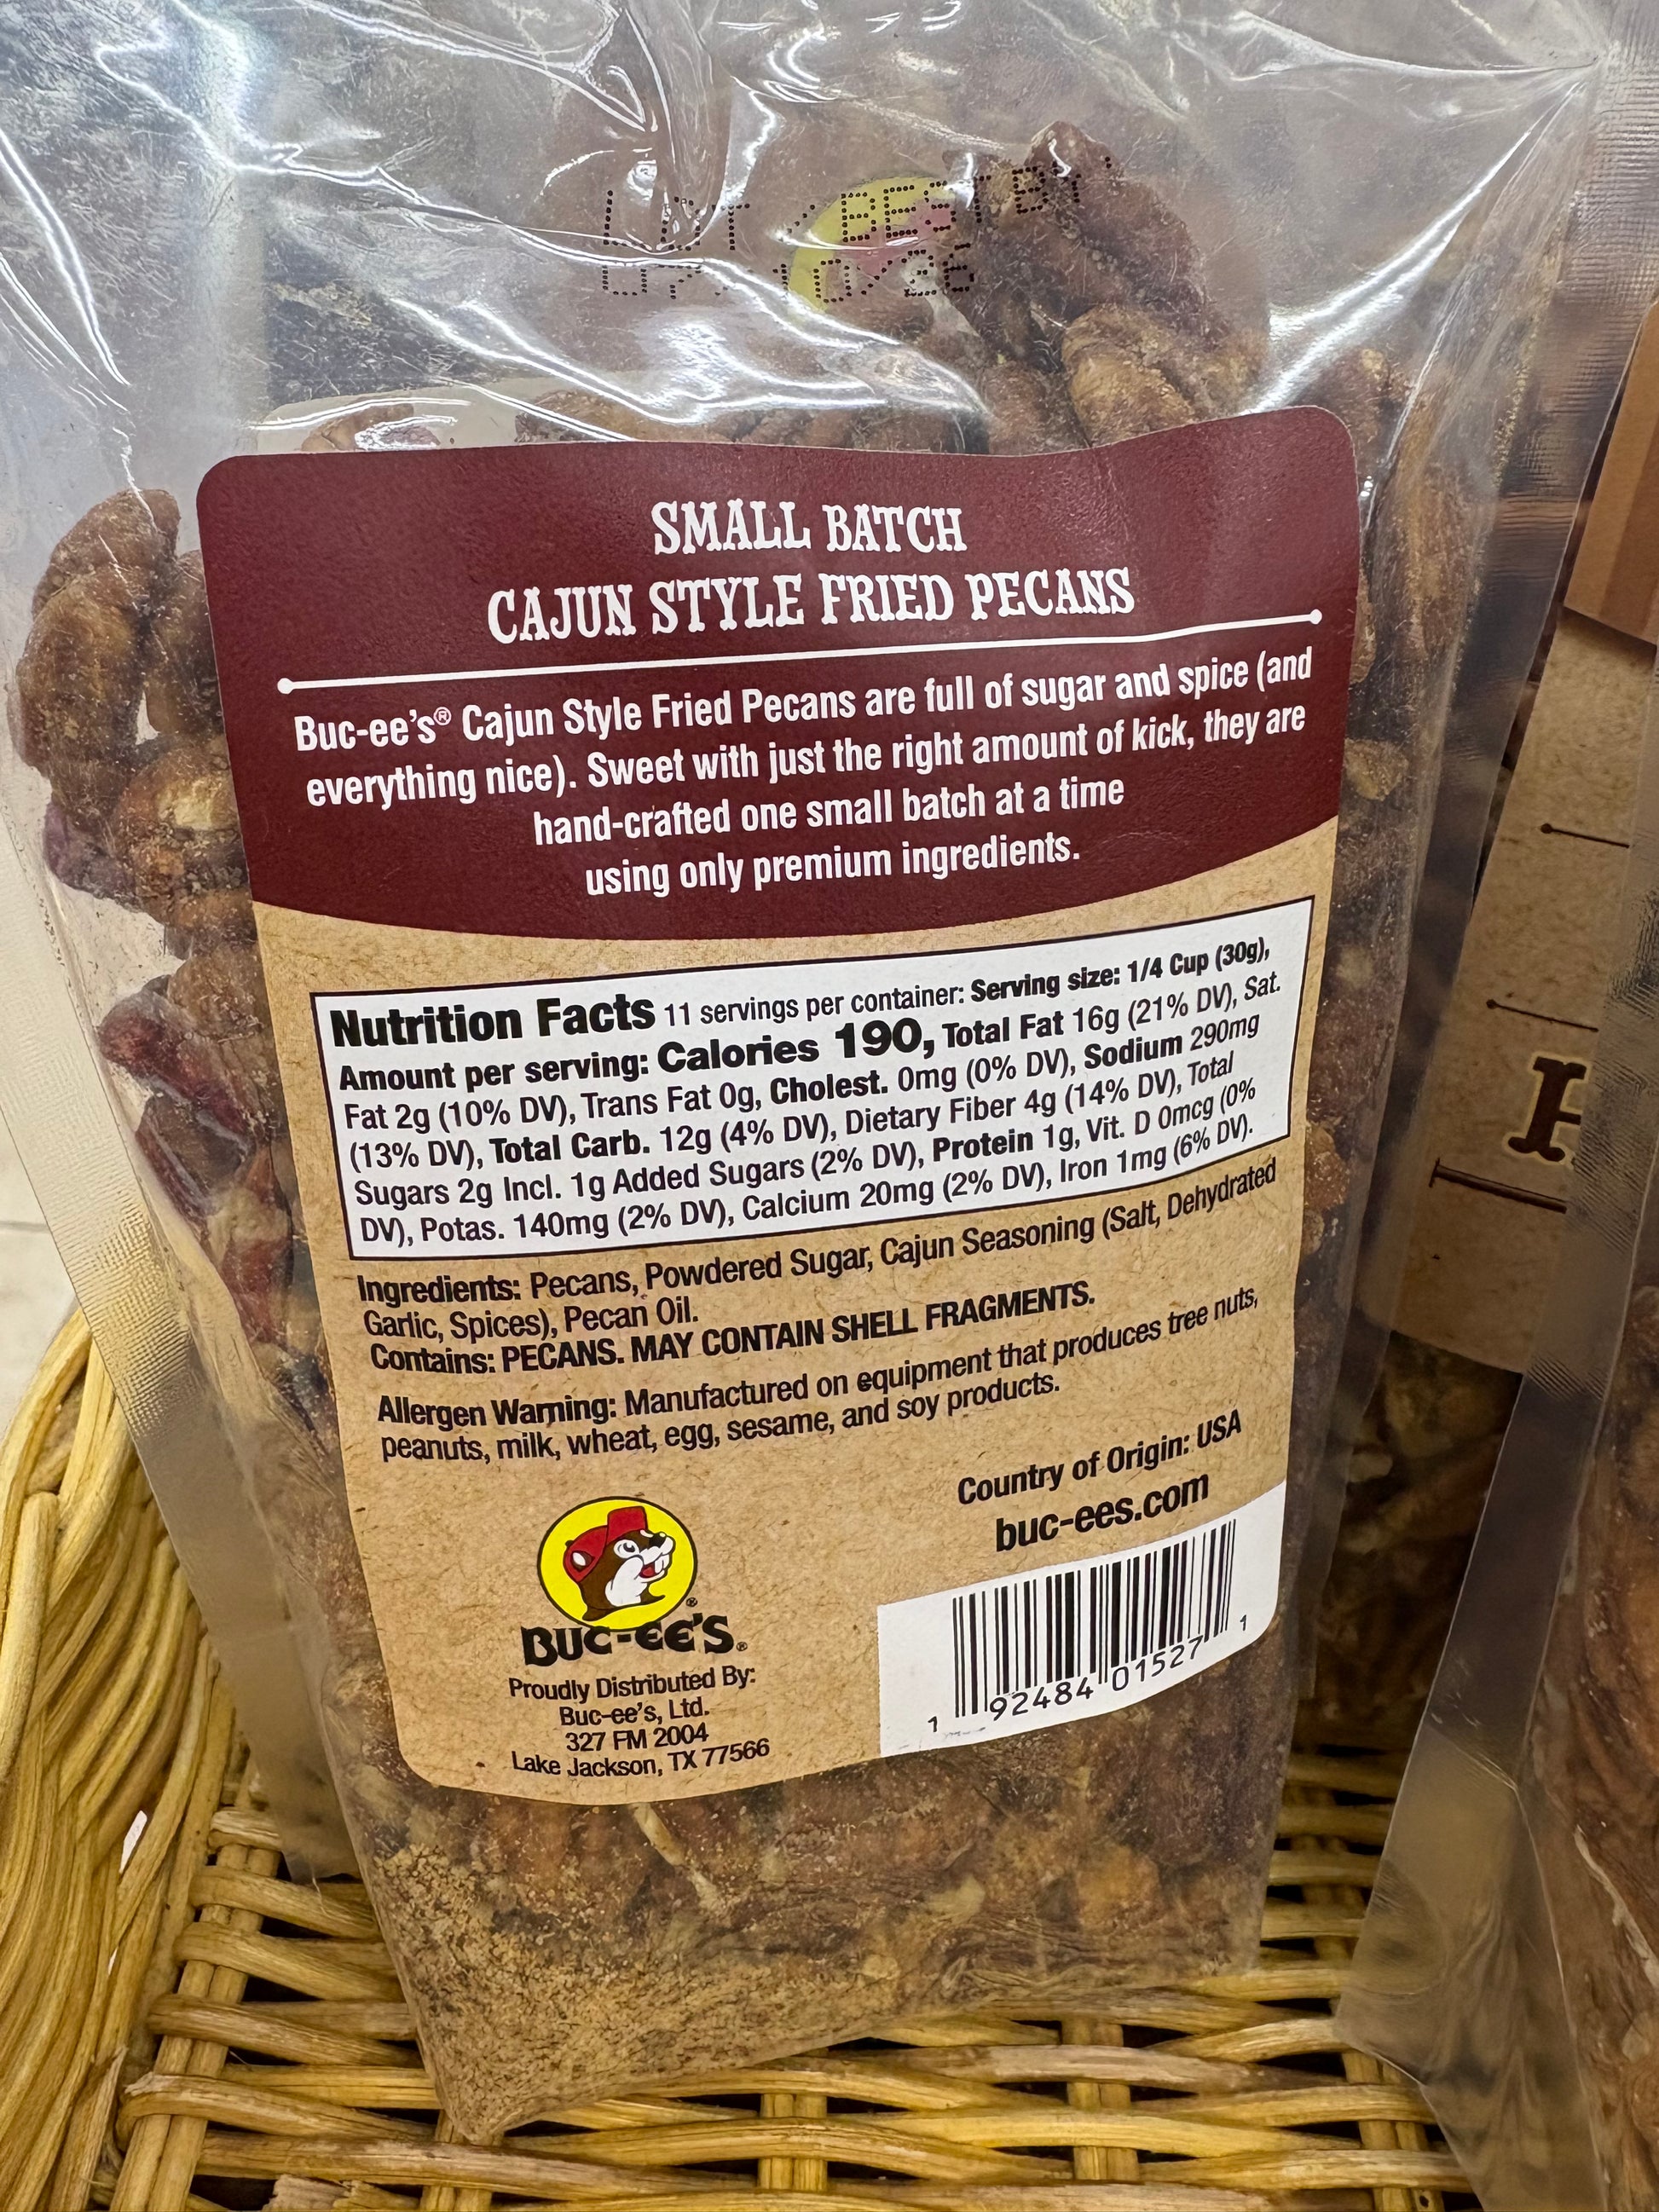 LOT / BEST BY
SMALL BATCH
CAJUN STYLE FRIED PECANS
Buc-ee's® Cajun Style Fried Pecans are full of sugar and spice (and
everything nice). Sweet with just the right amount of kick, they are
hand-crafted one small batch at a time
using only premium ingredients.
Nutrition Facts 11 servings per container: Serving size: 1/4 Cup (30g),
Amount per serving: Calories 190, Total Fat 16g (21% DV), Sat.
Fat 2g (10% DV), Trans Fat 0g, Cholest. 0mg (0% DV), Sodium 290mg
(13% DV), Total Carb. 12g (4% DV), Dietary Fiber 4g (14% DV), Total
Sugars 2g Incl. 1g Added Sugars (2% DV), Protein 1g, Vit. D 0mcg (0%
DV), Potas. 140mg (2% DV), Calcium 20mg (2% DV), Iron 1mg (6% DV).
Ingredients: Pecans, Powdered Sugar, Cajun Seasoning (Salt, Dehydrated
Garlic, Spices), Pecan Oil.
Contains: PECANS. MAY CONTAIN SHELL FRAGMENTS.
Allergen Warning: Manufactured on equipment that produces tree nuts,
peanuts, milk, wheat, egg, sesame, and soy products.
Country of Origin: USA
buc-ees.com
BUC-EE'S®
Proudly Distributed By:
Buc-ee's, Ltd.
327 FM 2004
Lake Jackson, TX 77566
1 92484 01527 1